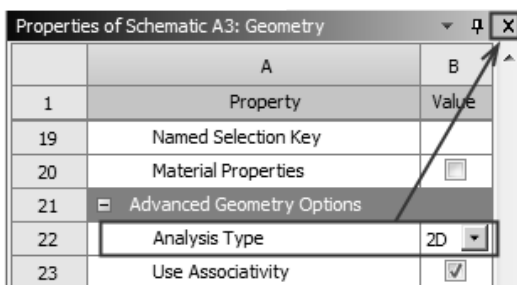 Properties of Schematic A3: Geometry
A B
1 Property Value
19 Named Selection Key
20 Material Properties
21 Advanced Geometry Options
22 Analysis Type 2D
23 Use Associativity